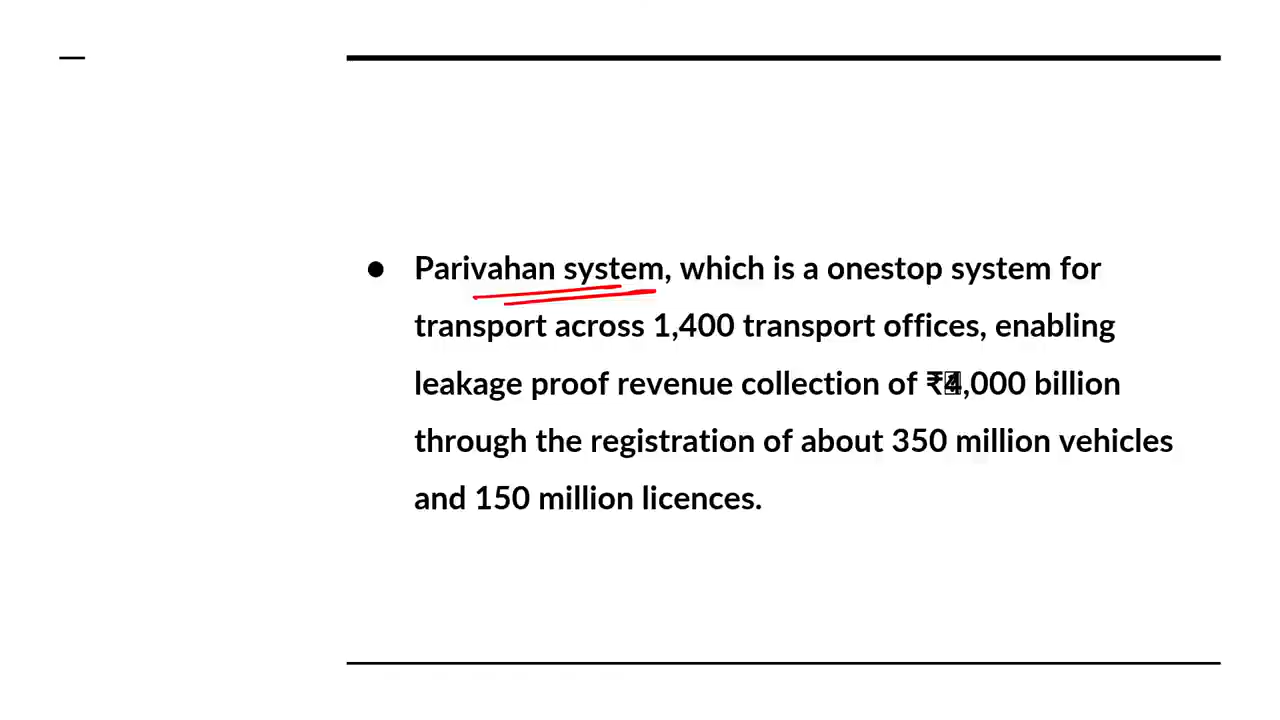 ● Parivahan system, which is a onestop system for
transport across 1,400 transport offices, enabling
leakage proof revenue collection of ₹4,000 billion
through the registration of about 350 million vehicles
and 150 million licences.